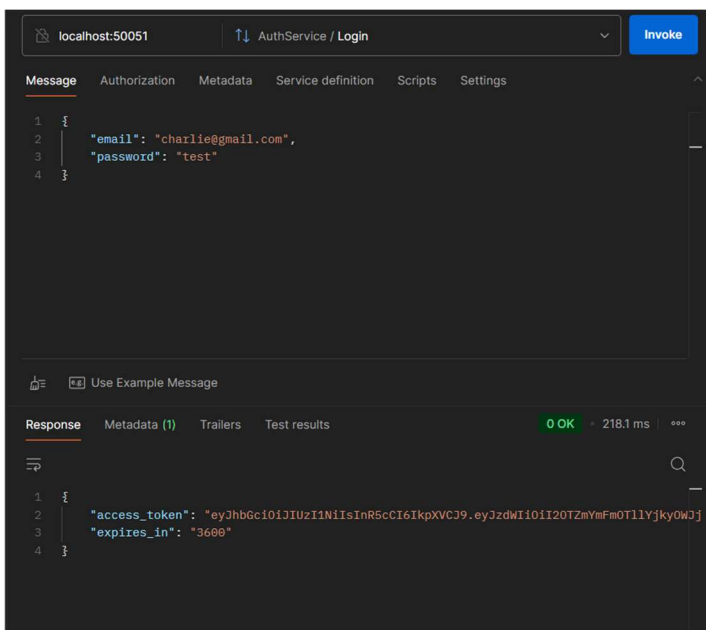 localhost:50051 AuthService / Login Invoke
Message Authorization Metadata Service definition Scripts Settings
1 {
2 "email": "charlie@gmail.com",
3 "password": "test"
4 }
e.g. Use Example Message
Response Metadata (1) Trailers Test results 0 OK 218.1 ms
1 {
2 "access_token": "eyJhbGciOiJIUzI1NiIsInR5cCI6IkpXVCJ9.eyJzdWIiOiI2OTZmYmFmOTllYjkyOWJj
3 "expires_in": "3600"
4 }